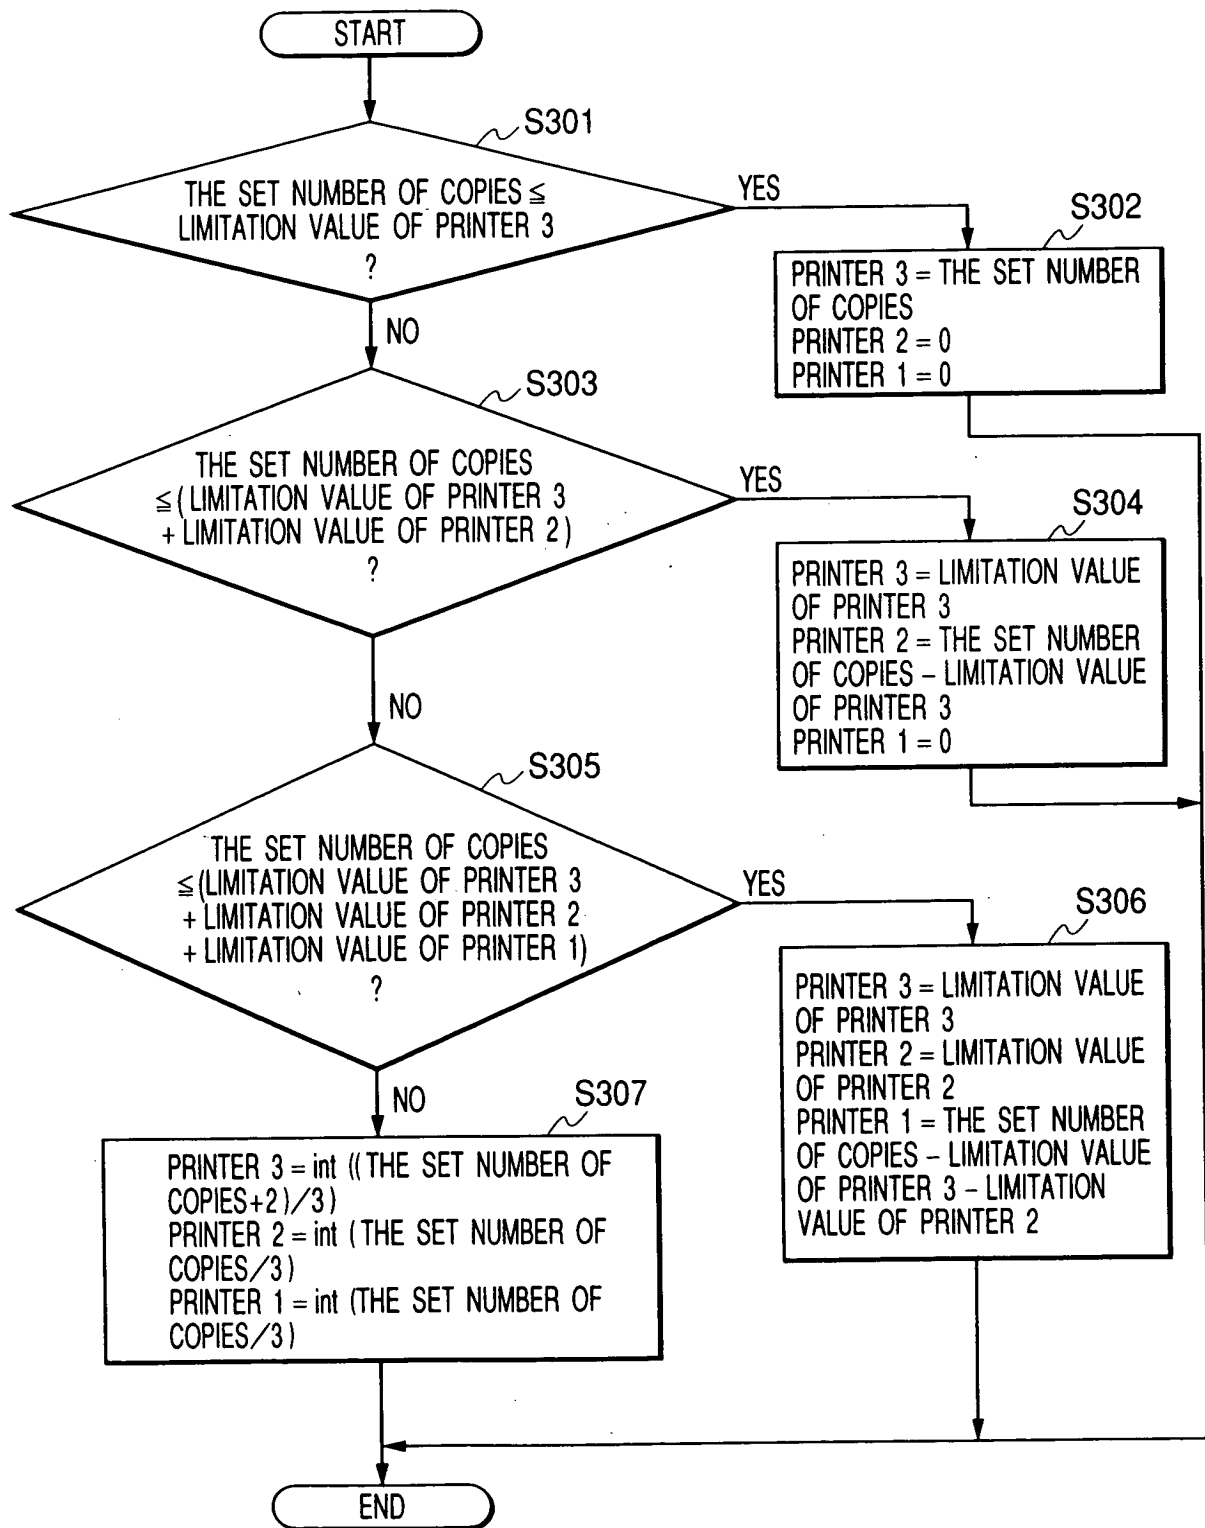 START
S301
THE SET NUMBER OF COPIES ≦
LIMITATION VALUE OF PRINTER 3
?
YES
NO
S302
PRINTER 3 = THE SET NUMBER
OF COPIES
PRINTER 2 = 0
PRINTER 1 = 0
S303
THE SET NUMBER OF COPIES
≦(LIMITATION VALUE OF PRINTER 3
+ LIMITATION VALUE OF PRINTER 2)
?
YES
NO
S304
PRINTER 3 = LIMITATION VALUE
OF PRINTER 3
PRINTER 2 = THE SET NUMBER
OF COPIES – LIMITATION VALUE
OF PRINTER 3
PRINTER 1 = 0
S305
THE SET NUMBER OF COPIES
≦(LIMITATION VALUE OF PRINTER 3
+ LIMITATION VALUE OF PRINTER 2
+ LIMITATION VALUE OF PRINTER 1)
?
YES
NO
S306
PRINTER 3 = LIMITATION VALUE
OF PRINTER 3
PRINTER 2 = LIMITATION VALUE
OF PRINTER 2
PRINTER 1 = THE SET NUMBER
OF COPIES – LIMITATION VALUE
OF PRINTER 3 – LIMITATION
VALUE OF PRINTER 2
S307
PRINTER 3 = int ((THE SET NUMBER OF
COPIES+2)/3)
PRINTER 2 = int (THE SET NUMBER OF
COPIES/3)
PRINTER 1 = int (THE SET NUMBER OF
COPIES/3)
END